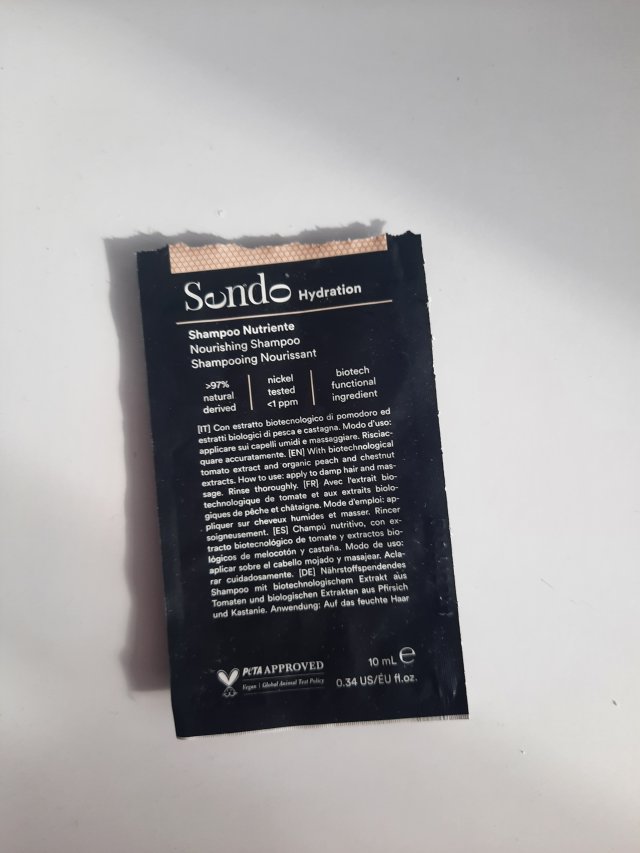 Sendo Hydration
Shampoo Nutriente
Nourishing Shampoo
Shampooing Nourissant
>97%
natural
derived
nickel
tested
<1 ppm
biotech
functional
ingredient
[IT] Con estratto biotecnologico di pomodoro ed
estratti biologici di pesca e castagna. Modo d'uso:
applicare sui capelli umidi e massaggiare. Risciac-
quare accuratamente. [EN] With biotechnological
tomato extract and organic peach and chestnut
extracts. How to use: apply to damp hair and mas-
sage. Rinse thoroughly. [FR] Avec l'extrait bio-
technologique de tomate et aux extraits biolo-
giques de pêche et châtaigne. Mode d'emploi: ap-
pliquer sur cheveux humides et masser. Rincer
soigneusement. [ES] Champú nutritivo, con ex-
tracto biotecnológico de tomate y extractos bio-
lógicos de melocotón y castaña. Modo de uso:
aplicar sobre el cabello mojado y masajear. Acla-
rar cuidadosamente. [DE] Nährstoffspendendes
Shampoo mit biotechnologischem Extrakt aus
Tomaten und biologischen Extrakten aus Pfirsich
und Kastanie. Anwendung: Auf das feuchte Haar
PETA APPROVED
Vegan | Global Animal Test Policy
10 mL e
0.34 US/ÉU fl.oz.